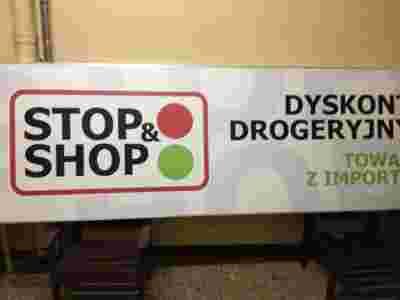 STOP&
SHOP
DYSKONT
DROGERYJNY
TOWA
Z IMPORT